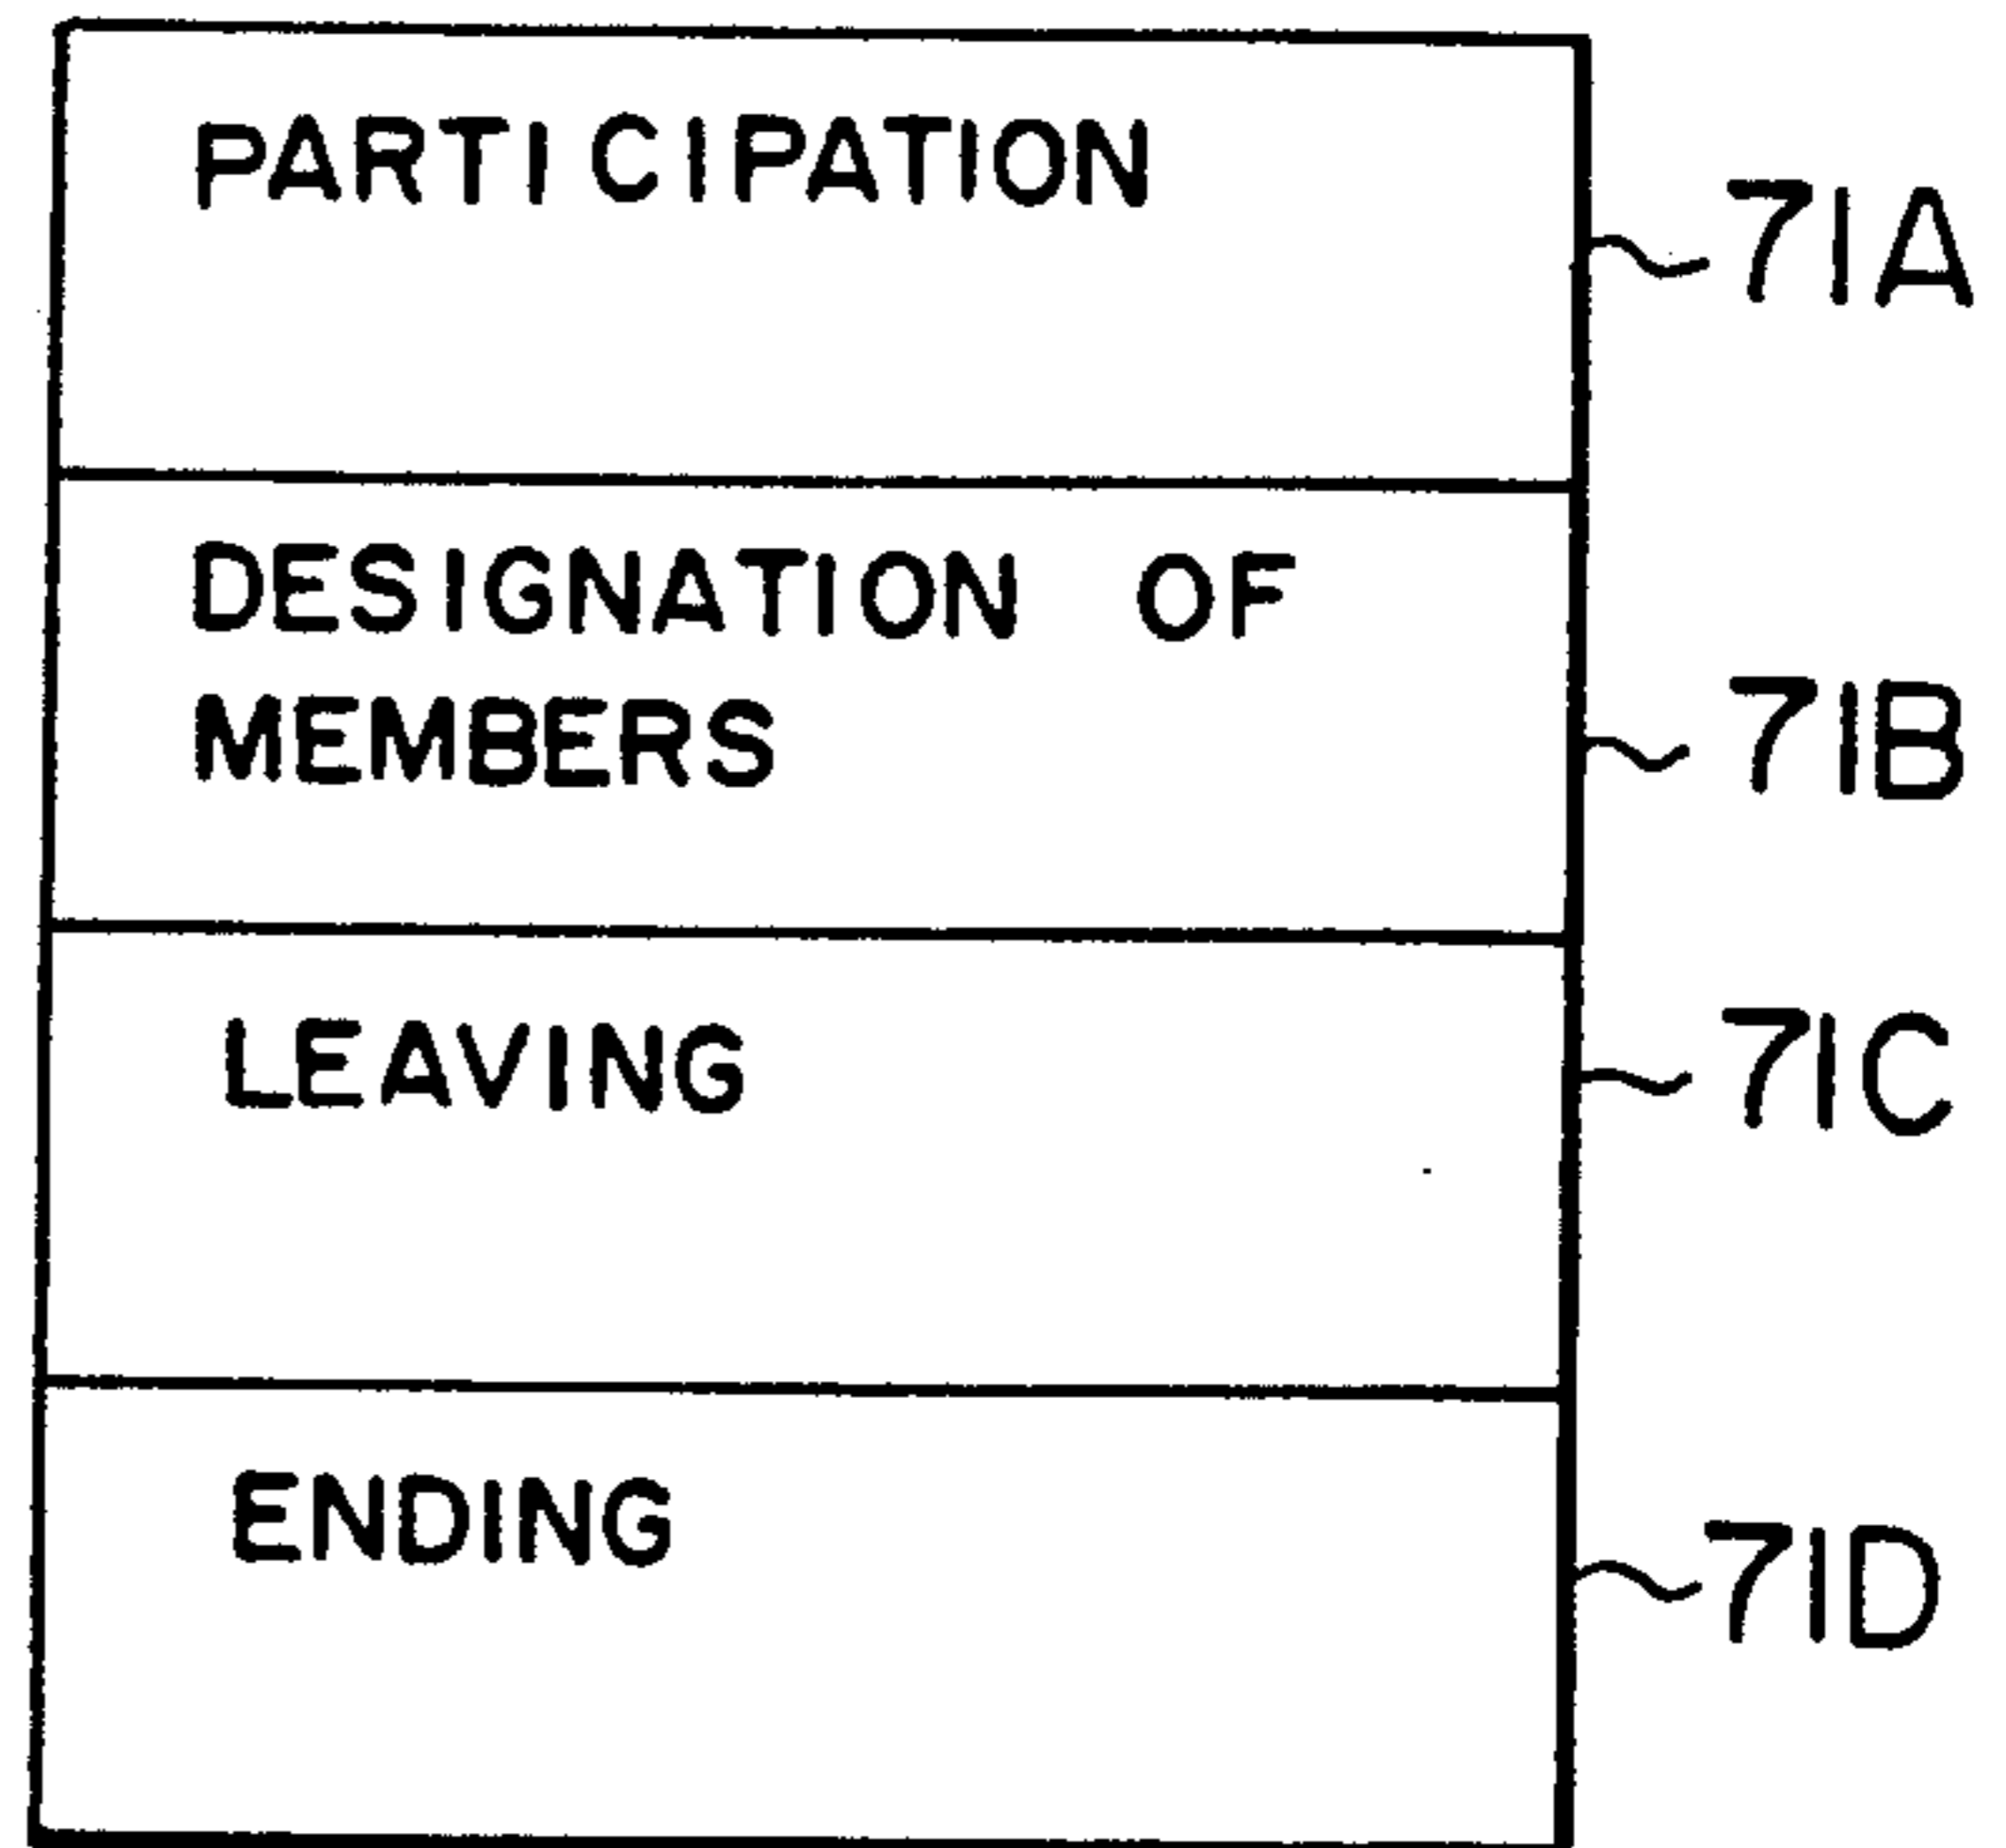 PARTICIPATION
71A
DESIGNATION OF
MEMBERS
71B
LEAVING
71C
ENDING
71D